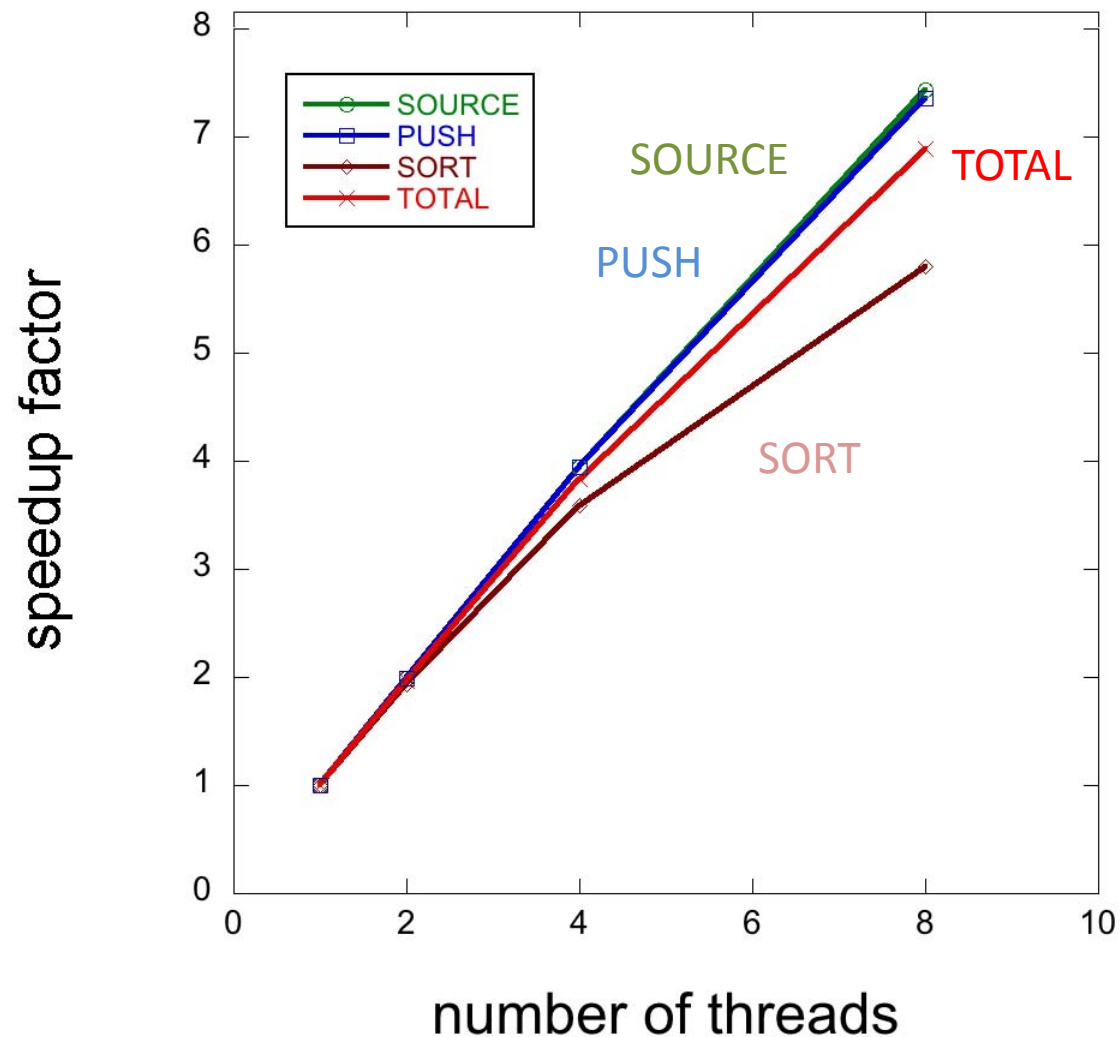 8
SOURCE
PUSH
SORT
TOTAL
7
SOURCE
TOTAL
6
PUSH
5
4
SORT
3
2
1
0
speedup factor
0 2 4 6 8 10
number of threads